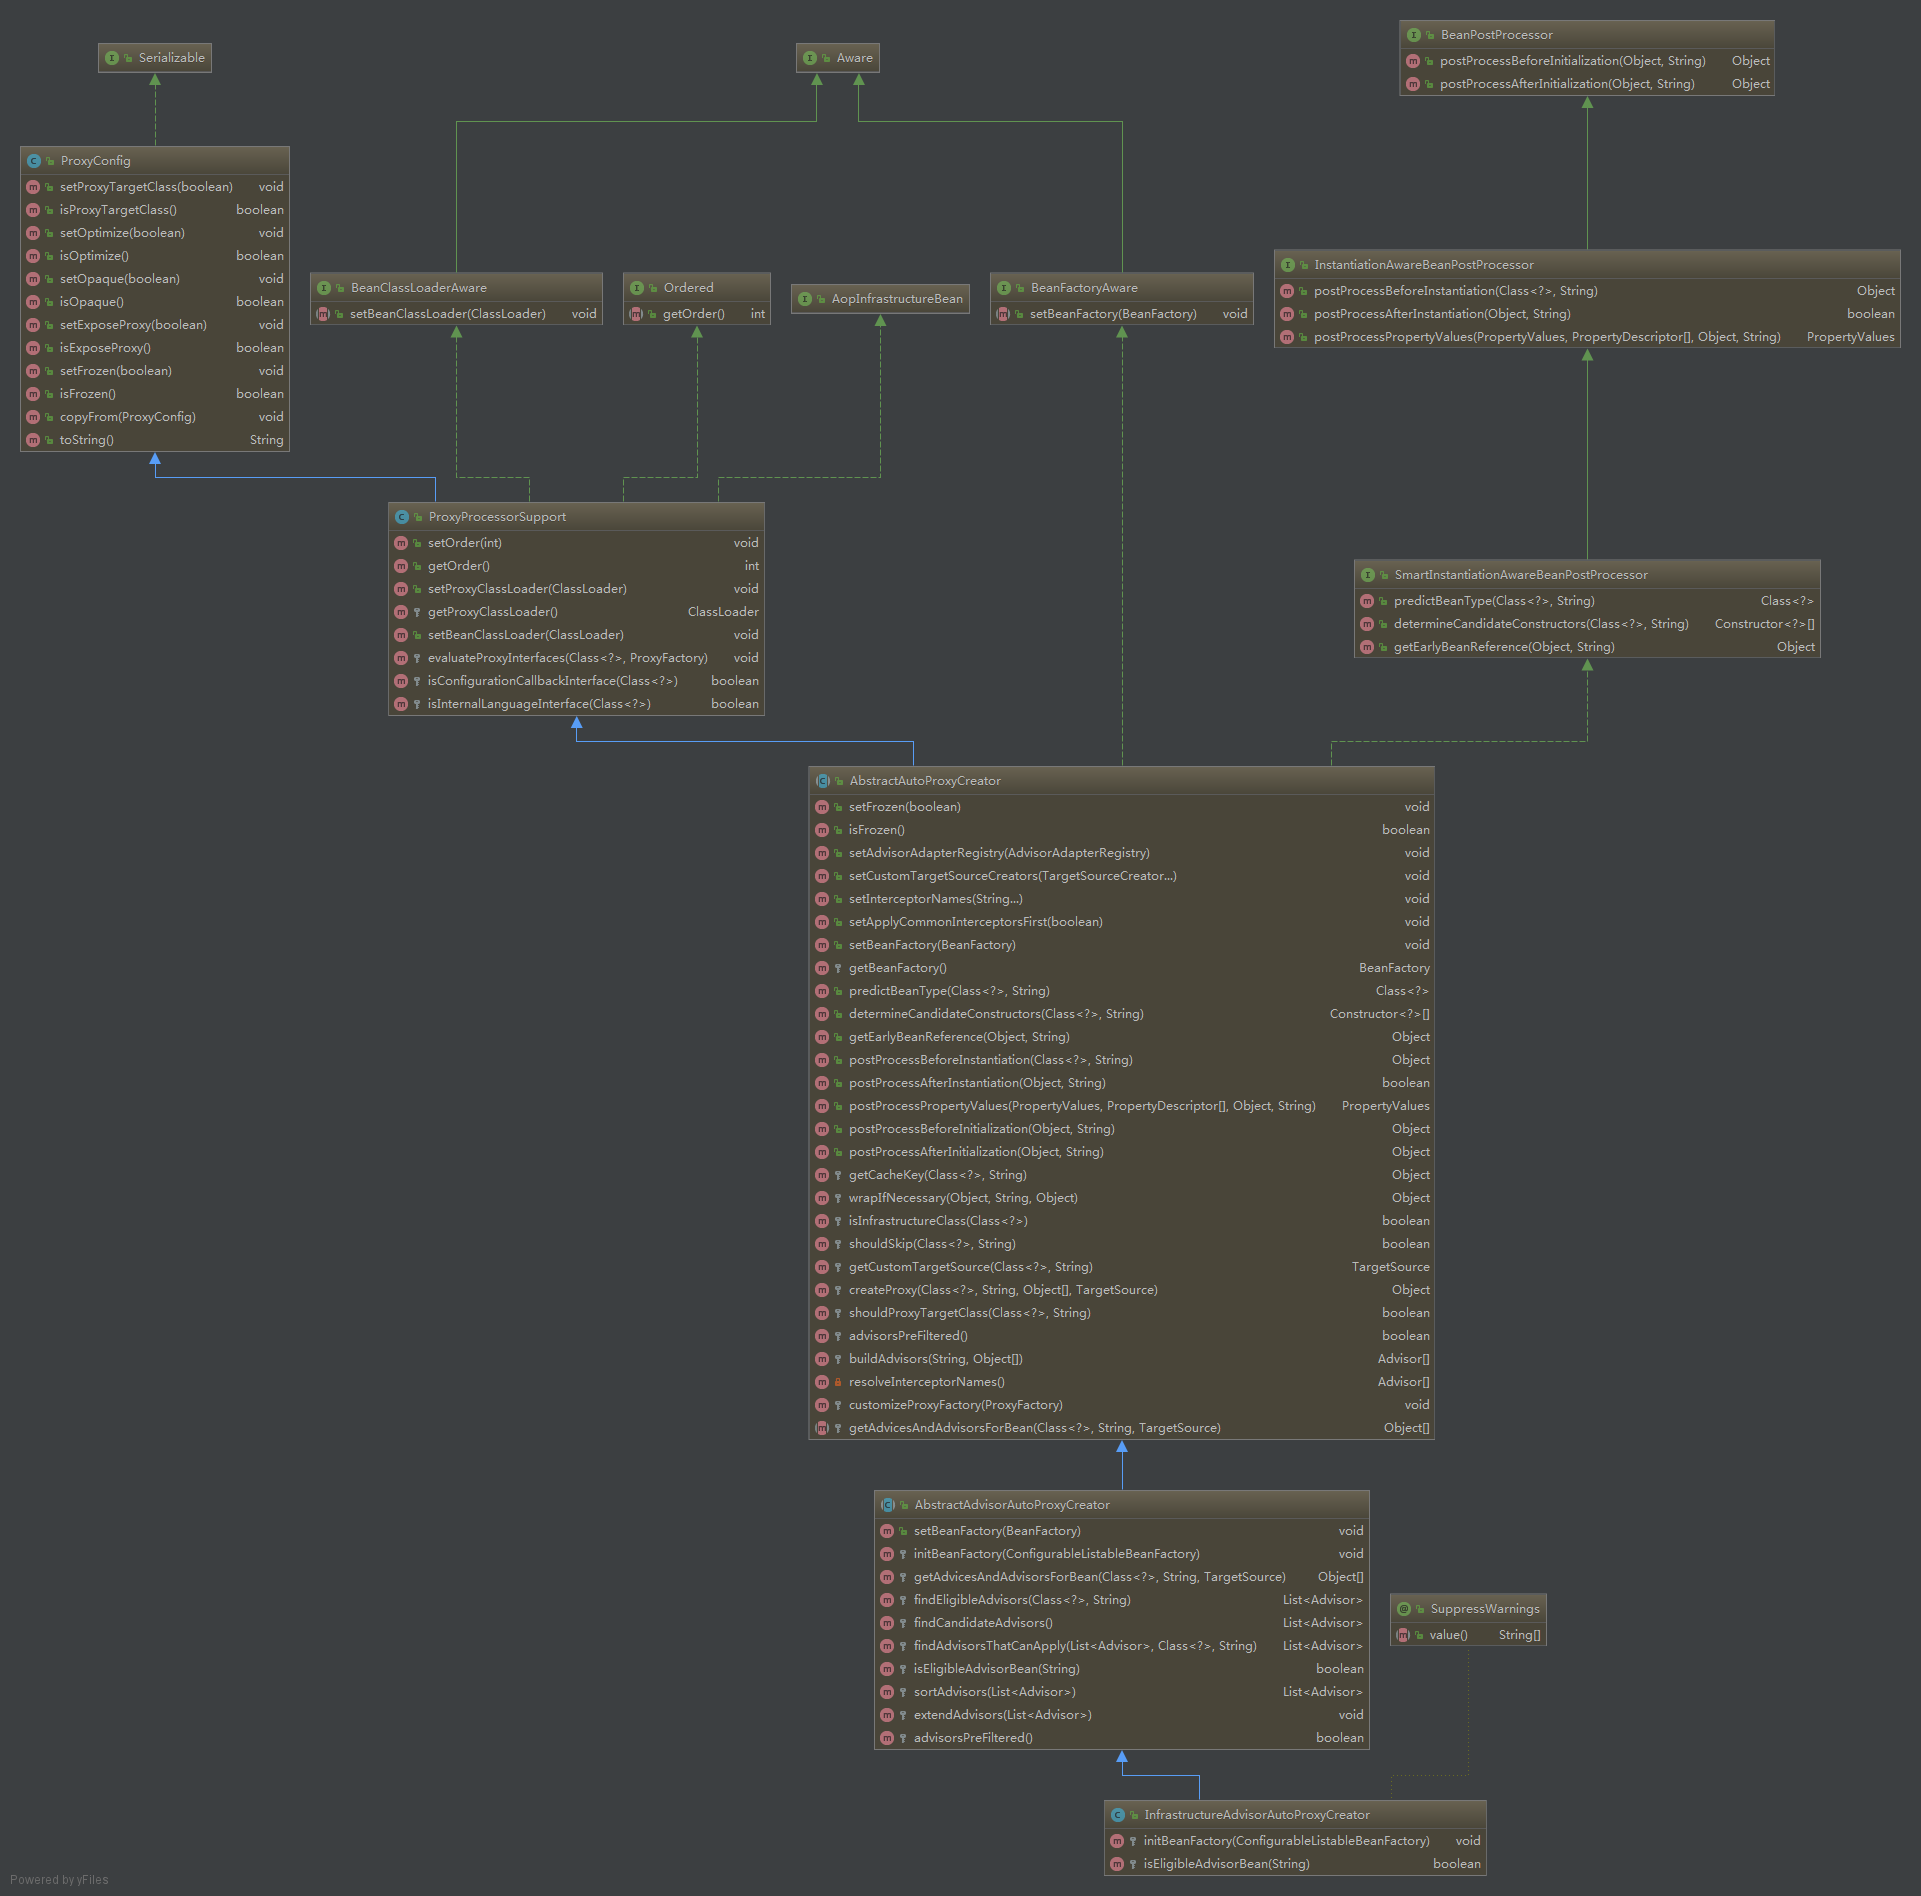 Serializable
Aware
BeanPostProcessor
postProcessBeforeInitialization(Object, String) Object
postProcessAfterInitialization(Object, String) Object
ProxyConfig
setProxyTargetClass(boolean) void
isProxyTargetClass() boolean
setOptimize(boolean) void
isOptimize() boolean
setOpaque(boolean) void
isOpaque() boolean
setExposeProxy(boolean) void
isExposeProxy() boolean
setFrozen(boolean) void
isFrozen() boolean
copyFrom(ProxyConfig) void
toString() String
BeanClassLoaderAware
setBeanClassLoader(ClassLoader) void
Ordered
getOrder() int
AopInfrastructureBean
BeanFactoryAware
setBeanFactory(BeanFactory) void
InstantiationAwareBeanPostProcessor
postProcessBeforeInstantiation(Class<?>, String) Object
postProcessAfterInstantiation(Object, String) boolean
postProcessPropertyValues(PropertyValues, PropertyDescriptor[], Object, String) PropertyValues
ProxyProcessorSupport
setOrder(int) void
getOrder() int
setProxyClassLoader(ClassLoader) void
getProxyClassLoader() ClassLoader
setBeanClassLoader(ClassLoader) void
evaluateProxyInterfaces(Class<?>, ProxyFactory) void
isConfigurationCallbackInterface(Class<?>) boolean
isInternalLanguageInterface(Class<?>) boolean
SmartInstantiationAwareBeanPostProcessor
predictBeanType(Class<?>, String) Class<?>
determineCandidateConstructors(Class<?>, String) Constructor<?>[]
getEarlyBeanReference(Object, String) Object
AbstractAutoProxyCreator
setFrozen(boolean) void
isFrozen() boolean
setAdvisorAdapterRegistry(AdvisorAdapterRegistry) void
setCustomTargetSourceCreators(TargetSourceCreator...) void
setInterceptorNames(String...) void
setApplyCommonInterceptorsFirst(boolean) void
setBeanFactory(BeanFactory) void
getBeanFactory() BeanFactory
predictBeanType(Class<?>, String) Class<?>
determineCandidateConstructors(Class<?>, String) Constructor<?>[]
getEarlyBeanReference(Object, String) Object
postProcessBeforeInstantiation(Class<?>, String) Object
postProcessAfterInstantiation(Object, String) boolean
postProcessPropertyValues(PropertyValues, PropertyDescriptor[], Object, String) PropertyValues
postProcessBeforeInitialization(Object, String) Object
postProcessAfterInitialization(Object, String) Object
getCacheKey(Class<?>, String) Object
wrapIfNecessary(Object, String, Object) Object
isInfrastructureClass(Class<?>) boolean
shouldSkip(Class<?>, String) boolean
getCustomTargetSource(Class<?>, String) TargetSource
createProxy(Class<?>, String, Object[], TargetSource) Object
shouldProxyTargetClass(Class<?>, String) boolean
advisorsPreFiltered() boolean
buildAdvisors(String, Object[]) Advisor[]
resolveInterceptorNames() Advisor[]
customizeProxyFactory(ProxyFactory) void
getAdvicesAndAdvisorsForBean(Class<?>, String, TargetSource) Object[]
AbstractAdvisorAutoProxyCreator
setBeanFactory(BeanFactory) void
initBeanFactory(ConfigurableListableBeanFactory) void
getAdvicesAndAdvisorsForBean(Class<?>, String, TargetSource) Object[]
findEligibleAdvisors(Class<?>, String) List<Advisor>
findCandidateAdvisors() List<Advisor>
findAdvisorsThatCanApply(List<Advisor>, Class<?>, String) List<Advisor>
isEligibleAdvisorBean(String) boolean
sortAdvisors(List<Advisor>) List<Advisor>
extendAdvisors(List<Advisor>) void
advisorsPreFiltered() boolean
SuppressWarnings
value() String[]
InfrastructureAdvisorAutoProxyCreator
initBeanFactory(ConfigurableListableBeanFactory) void
isEligibleAdvisorBean(String) boolean
Powered by yFiles